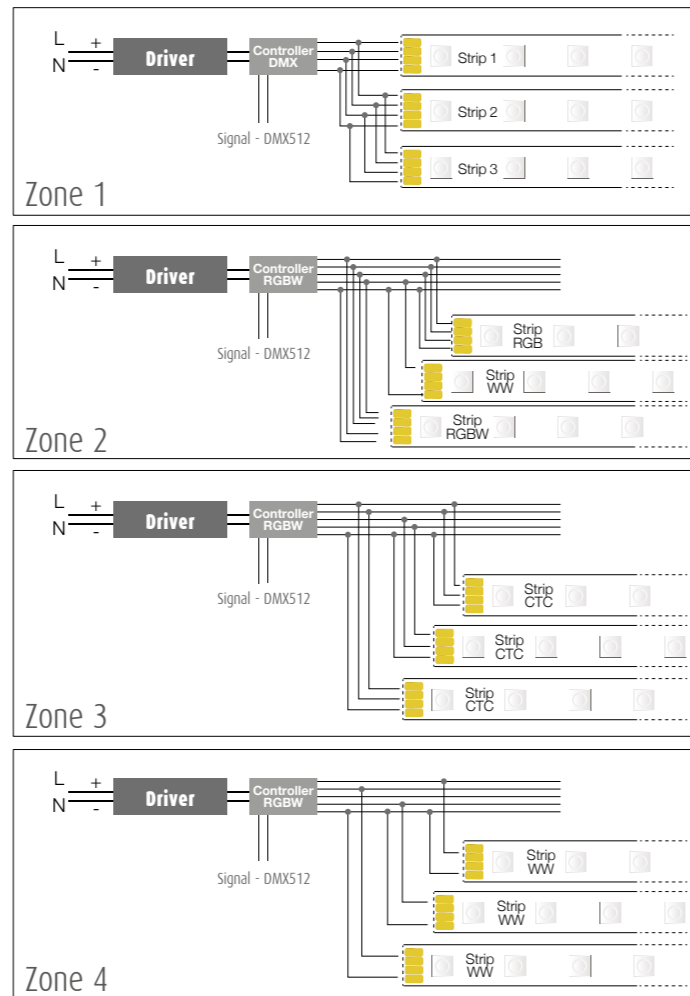 L + Driver Controller
N - DMX
Signal - DMX512
Strip 1
Strip 2
Strip 3
Zone 1
L + Driver Controller
N - RGBW
Signal - DMX512
Strip
RGB
Strip
WW
Strip
RGBW
Zone 2
L + Driver Controller
N - RGBW
Signal - DMX512
Strip
CTC
Strip
CTC
Strip
CTC
Zone 3
L + Driver Controller
N - RGBW
Signal - DMX512
Strip
WW
Strip
WW
Strip
WW
Zone 4